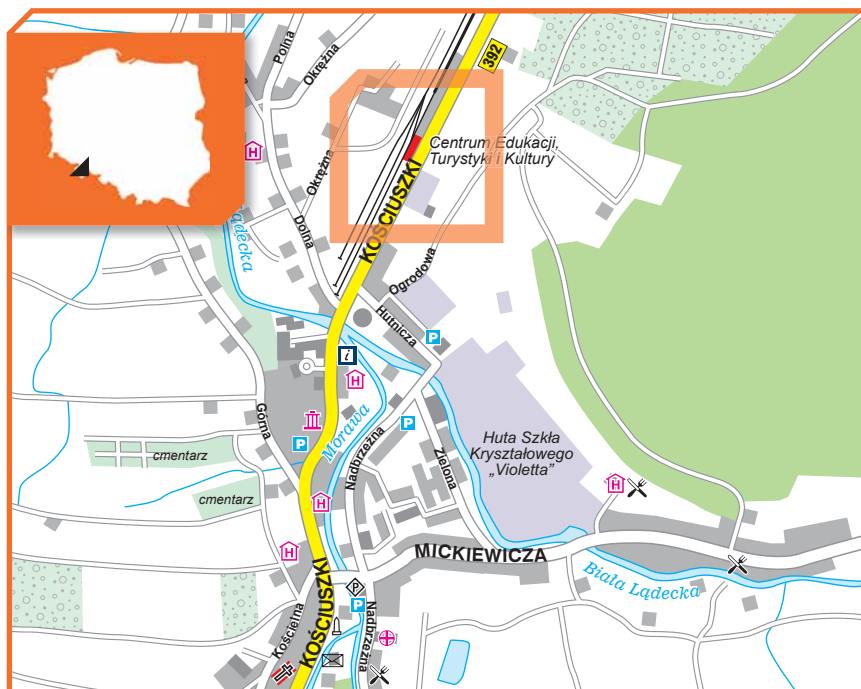 Polna
Okrężna
392
Centrum Edukacji,
Turystyki i Kultury
Okrężna
KOŚCIUSZKI
Dolna
Lądecka
Ogrodowa
Hutnicza
P
i
H
H
Górna
Morawa
P
P
Nadbrzeżna
Zielona
Huta Szkła
Kryształowego
„Violetta”
cmentarz
cmentarz
H
H
H
MICKIEWICZA
Biała Lądecka
KOŚCIUSZKI
Kościelna
P
P
Nadbrzeżna